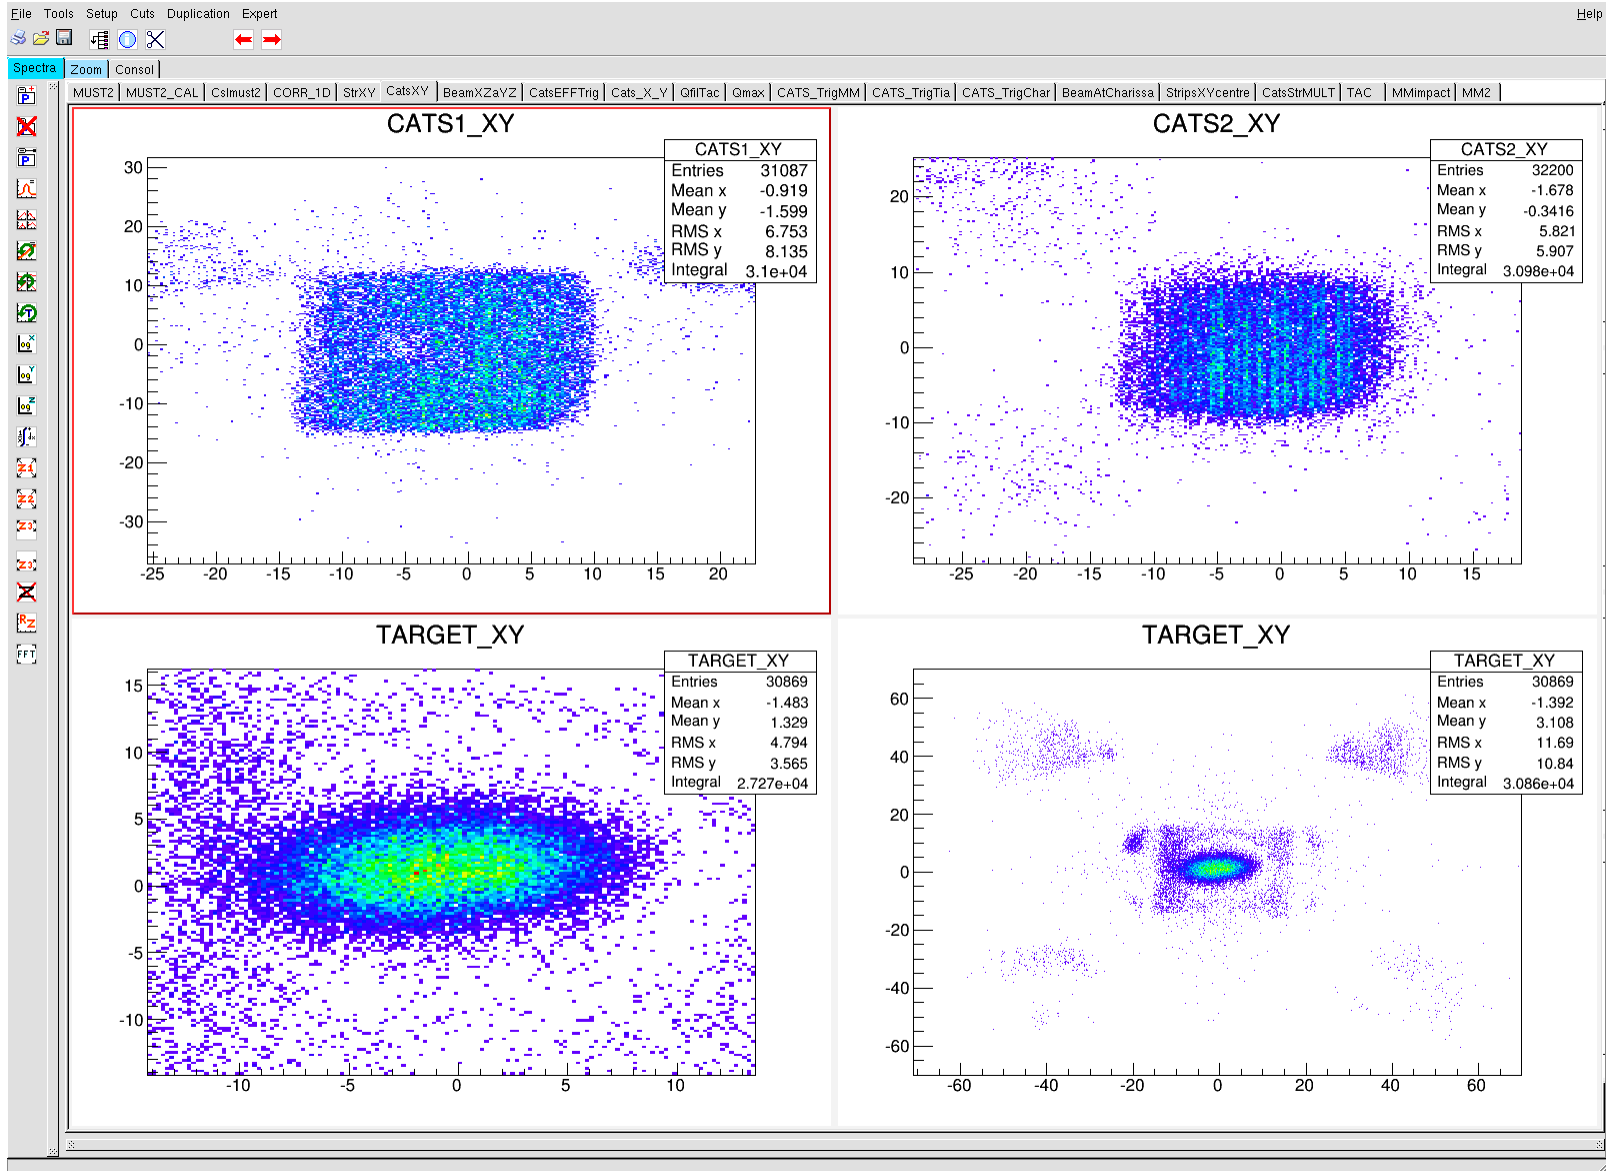 File Tools Setup Cuts Duplication Expert Help
Spectra Zoom Consol
MUST2 MUST2_CAL CsImust2 CORR_1D StrXY CatsXY BeamXZaYZ CatsEFFTrig Cats_X_Y QfilTac Qmax CATS_TrigMM CATS_TrigTia CATS_TrigChar BeamAtCharissa StripsXYcentre CatsStrMULT TAC MMimpact MM2
CATS1_XY
CATS1_XY
Entries 31087
Mean x -0.919
Mean y -1.599
RMS x 6.753
RMS y 8.135
Integral 3.1e+04
30
20
10
0
-10
-20
-30
-25 -20 -15 -10 -5 0 5 10 15 20
CATS2_XY
CATS2_XY
Entries 32200
Mean x -1.678
Mean y -0.3416
RMS x 5.821
RMS y 5.907
Integral 3.098e+04
20
10
0
-10
-20
-25 -20 -15 -10 -5 0 5 10 15
TARGET_XY
TARGET_XY
Entries 30869
Mean x -1.483
Mean y 1.329
RMS x 4.794
RMS y 3.565
Integral 2.727e+04
15
10
5
0
-5
-10
-10 -5 0 5 10
TARGET_XY
TARGET_XY
Entries 30869
Mean x -1.392
Mean y 3.108
RMS x 11.69
RMS y 10.84
Integral 3.086e+04
60
40
20
0
-20
-40
-60
-60 -40 -20 0 20 40 60
FFT